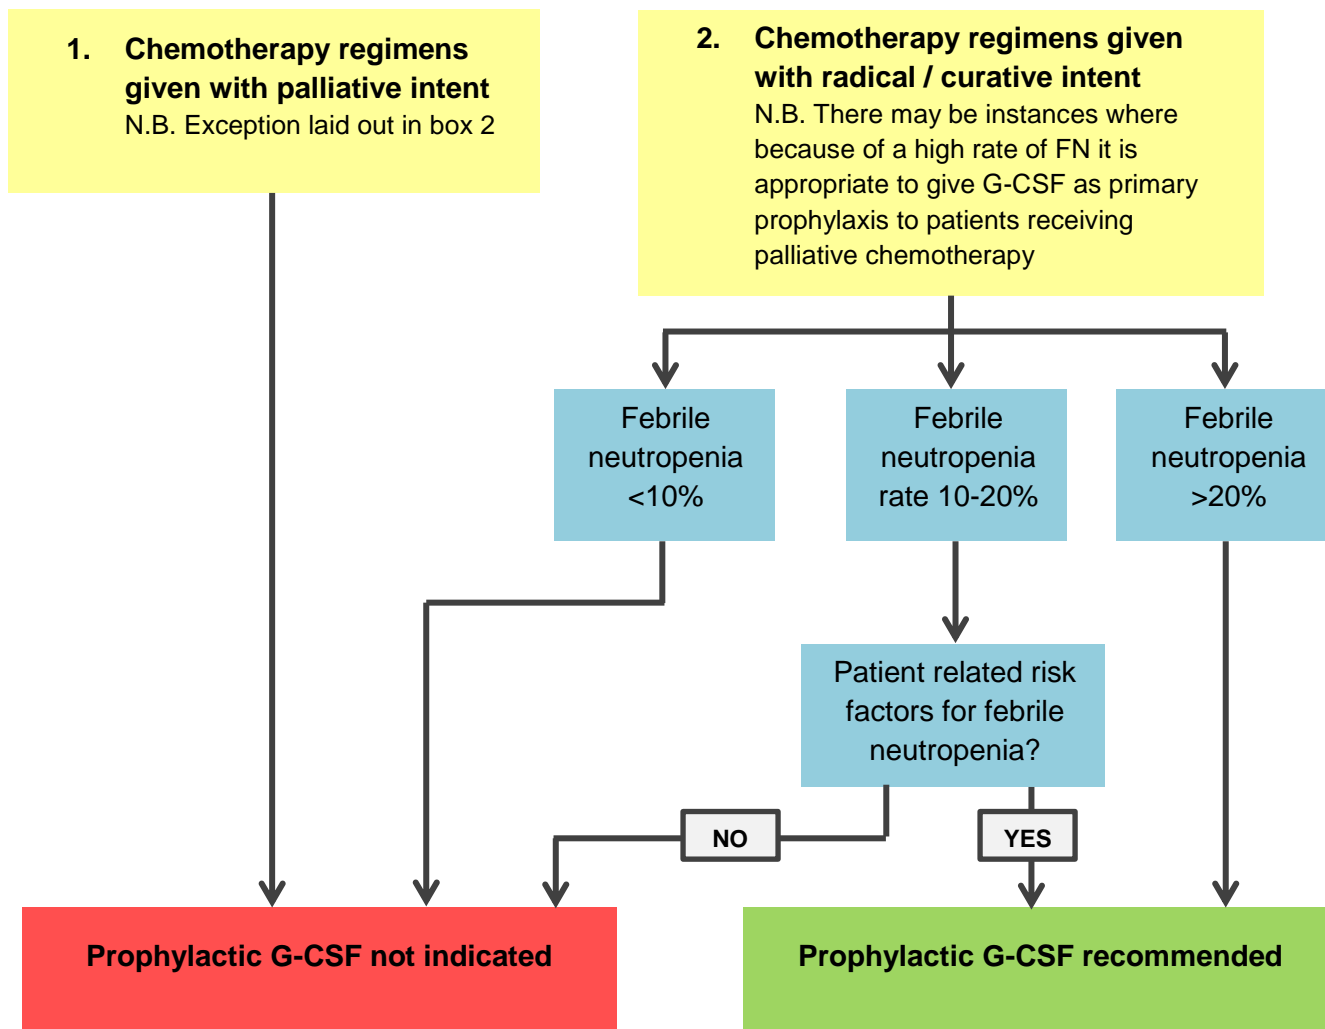 1. Chemotherapy regimens
given with palliative intent
N.B. Exception laid out in box 2
2. Chemotherapy regimens given
with radical / curative intent
N.B. There may be instances where
because of a high rate of FN it is
appropriate to give G-CSF as primary
prophylaxis to patients receiving
palliative chemotherapy
Febrile
neutropenia
<10%
Febrile
neutropenia
rate 10-20%
Febrile
neutropenia
>20%
Patient related risk
factors for febrile
neutropenia?
NO
YES
Prophylactic G-CSF not indicated
Prophylactic G-CSF recommended